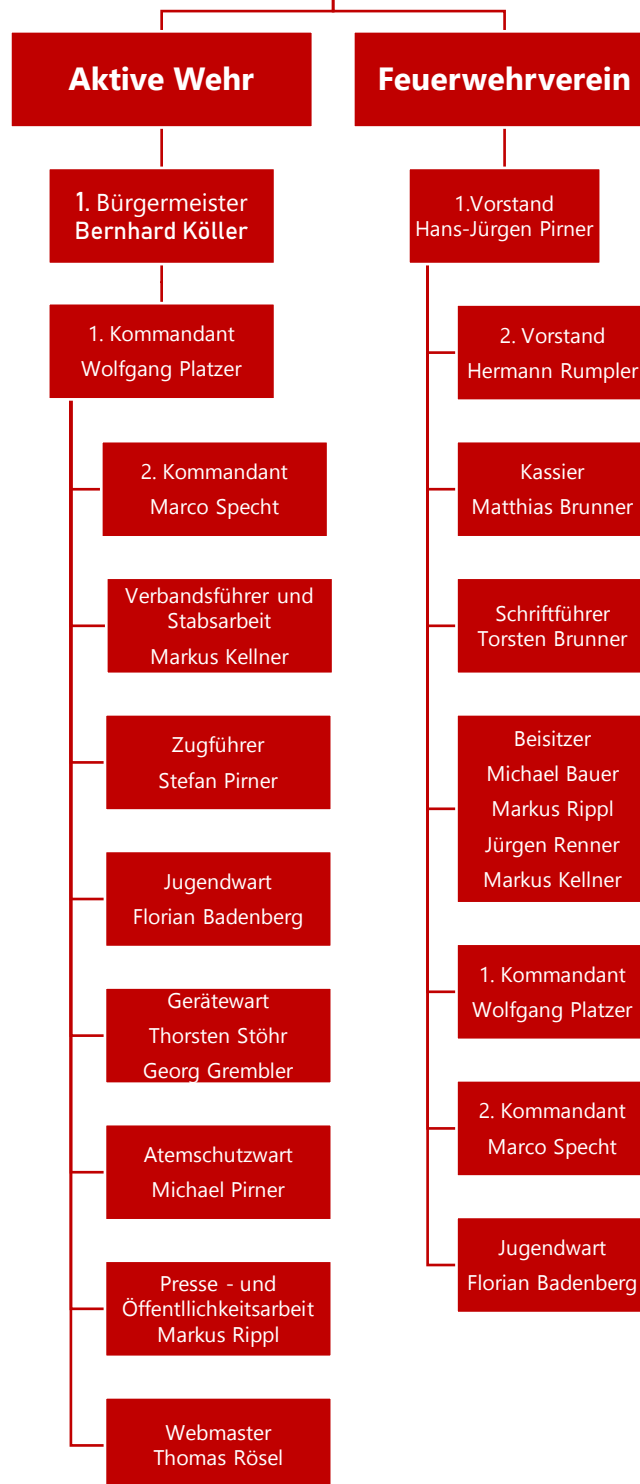 Aktive Wehr
1. Bürgermeister
Bernhard Köller
1. Kommandant
Wolfgang Platzer
2. Kommandant
Marco Specht
Verbandsführer und
Stabsarbeit
Markus Kellner
Zugführer
Stefan Pirner
Jugendwart
Florian Badenberg
Gerätewart
Thorsten Stöhr
Georg Grembler
Atemschutzwart
Michael Pirner
Presse - und
Öffentllichkeitsarbeit
Markus Rippl
Webmaster
Thomas Rösel
Feuerwehrverein
1.Vorstand
Hans-Jürgen Pirner
2. Vorstand
Hermann Rumpler
Kassier
Matthias Brunner
Schriftführer
Torsten Brunner
Beisitzer
Michael Bauer
Markus Rippl
Jürgen Renner
Markus Kellner
1. Kommandant
Wolfgang Platzer
2. Kommandant
Marco Specht
Jugendwart
Florian Badenberg